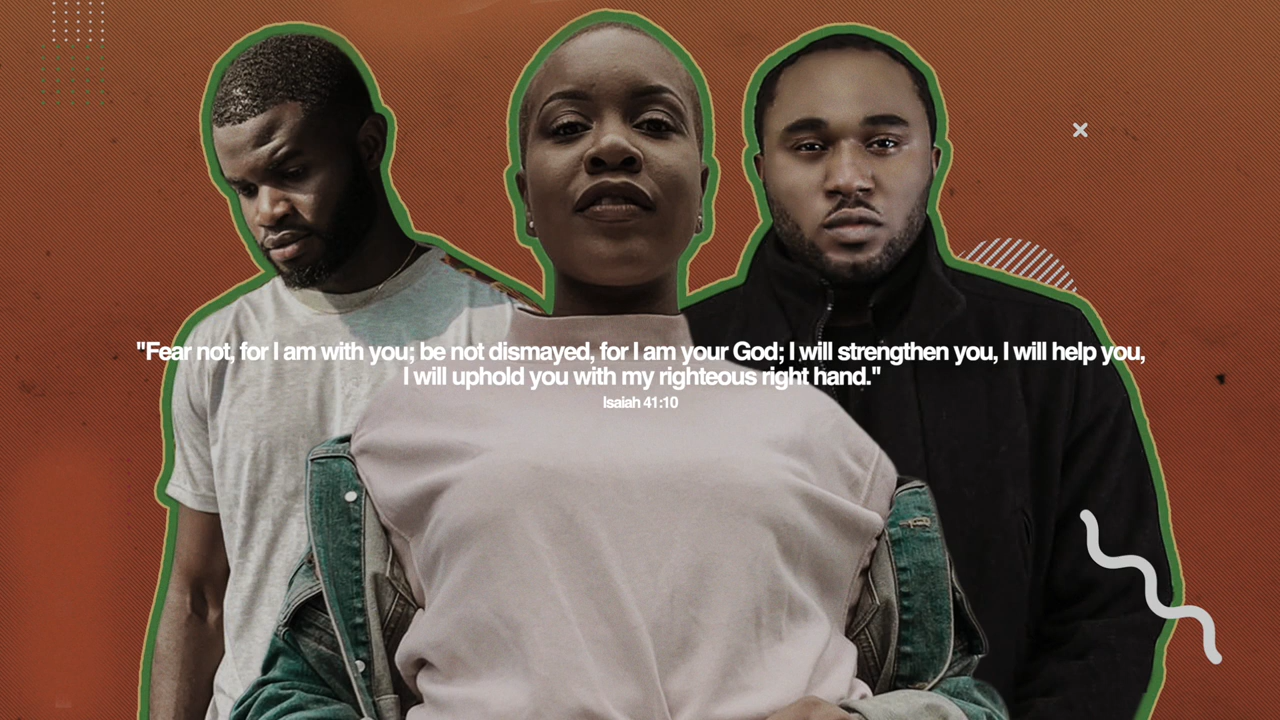 "Fear not, for I am with you; be not dismayed, for I am your God; I will strengthen you, I will help you,
I will uphold you with my righteous right hand."
Isaiah 41:10